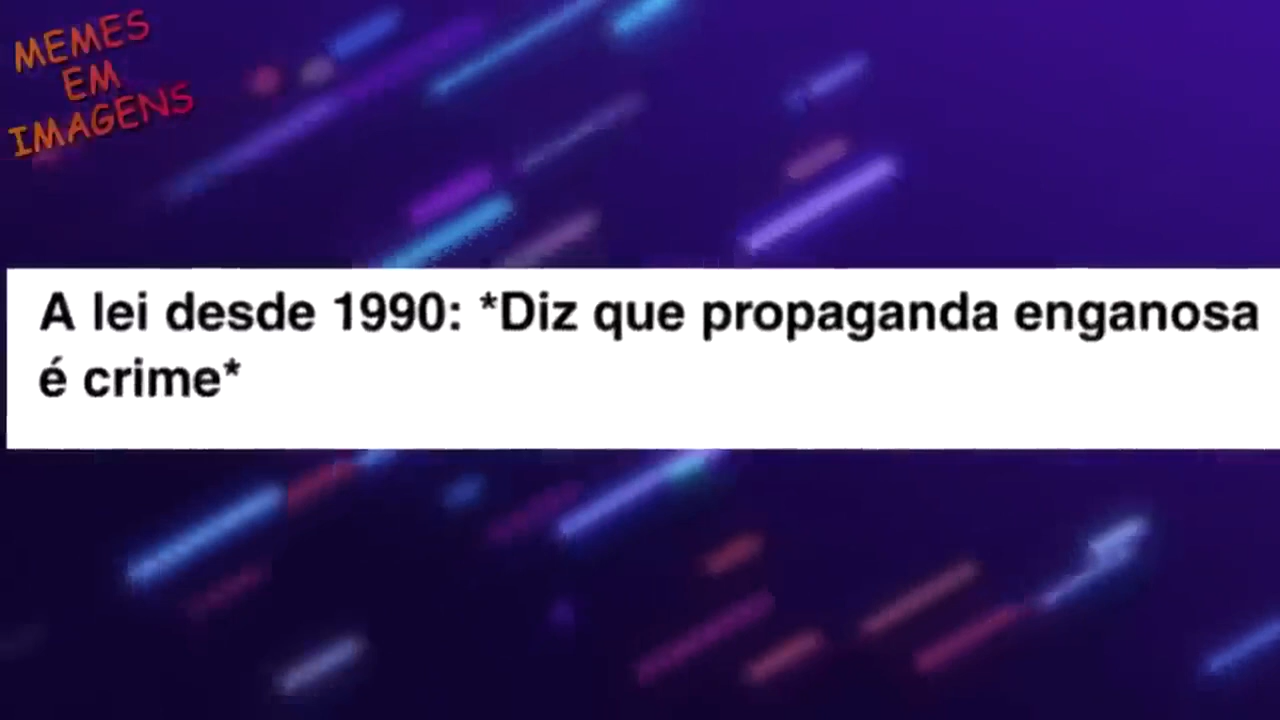 MEMES
EM
IMAGENS
A lei desde 1990: *Diz que propaganda enganosa
é crime*